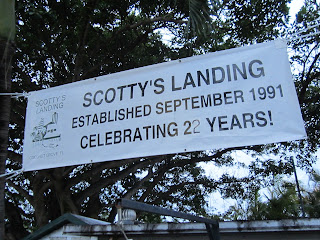 SCOTTY'S
LANDING
SCOTTY'S LANDING
ESTABLISHED SEPTEMBER 1991
CELEBRATING 22 YEARS!